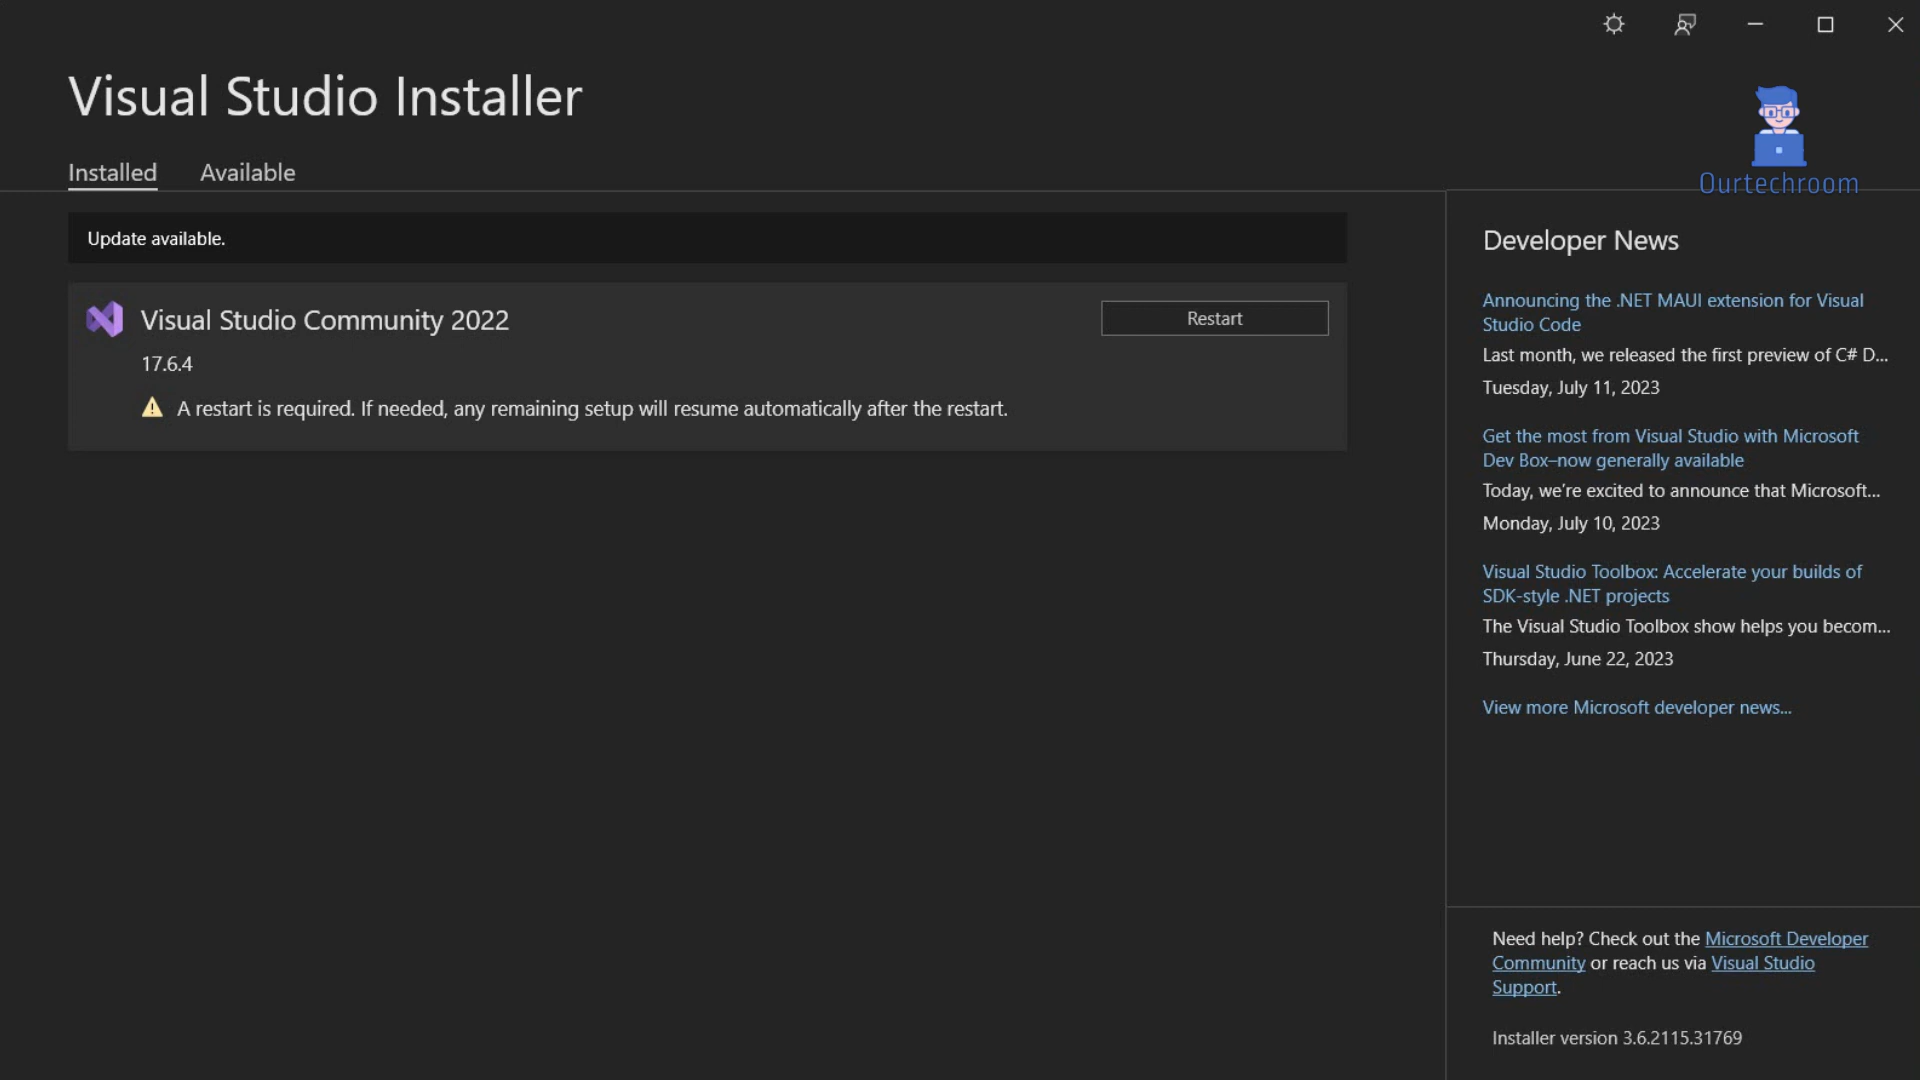 Visual Studio Installer
Ourtechroom
Installed
Available
Update available.
Visual Studio Community 2022
Restart
17.6.4
A restart is required. If needed, any remaining setup will resume automatically after the restart.
Developer News
Announcing the .NET MAUI extension for Visual
Studio Code
Last month, we released the first preview of C# D...
Tuesday, July 11, 2023
Get the most from Visual Studio with Microsoft
Dev Box–now generally available
Today, we’re excited to announce that Microsoft...
Monday, July 10, 2023
Visual Studio Toolbox: Accelerate your builds of
SDK-style .NET projects
The Visual Studio Toolbox show helps you becom...
Thursday, June 22, 2023
View more Microsoft developer news...
Need help? Check out the Microsoft Developer
Community or reach us via Visual Studio
Support.
Installer version 3.6.2115.31769